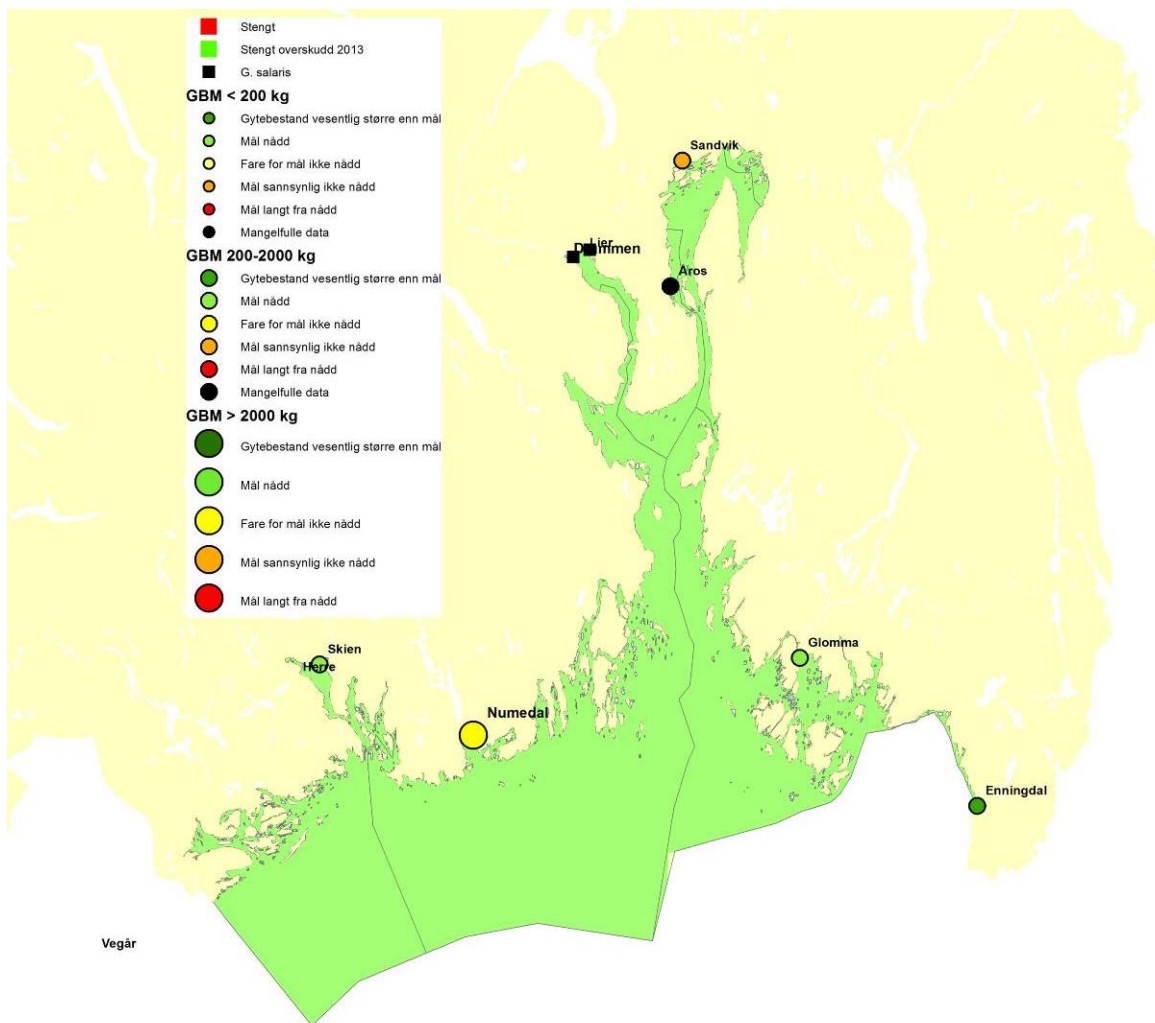 Stengt
Stengt overskudd 2013
G. salaris
GBM < 200 kg
Gytebestand vesentlig større enn mål
Mål nådd
Fare for mål ikke nådd
Mål sannsynlig ikke nådd
Mål langt fra nådd
Mangelfulle data
GBM 200-2000 kg
Gytebestand vesentlig større enn mål
Mål nådd
Fare for mål ikke nådd
Mål sannsynlig ikke nådd
Mål langt fra nådd
Mangelfulle data
GBM > 2000 kg
Gytebestand vesentlig større enn mål
Mål nådd
Fare for mål ikke nådd
Mål sannsynlig ikke nådd
Mål langt fra nådd
Sandvik
Lier
Åros
Skien
Herre
Glomma
Numedal
Enningdal
Vegår